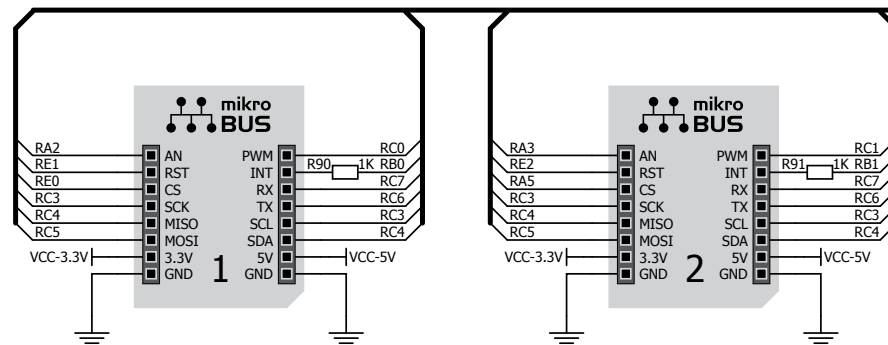 mikro
BUS
RA2 AN PWM RC0
RE1 RST INT R90 1K RB0
RE0 CS RX RC7
RC3 SCK TX RC6
RC4 MISO SCL RC3
RC5 MOSI SDA RC4
VCC-3.3V 3.3V 5V VCC-5V
GND 1 GND
mikro
BUS
RA3 AN PWM RC1
RE2 RST INT R91 1K RB1
RA5 CS RX RC7
RC3 SCK TX RC6
RC4 MISO SCL RC3
RC5 MOSI SDA RC4
VCC-3.3V 3.3V 5V VCC-5V
GND 2 GND